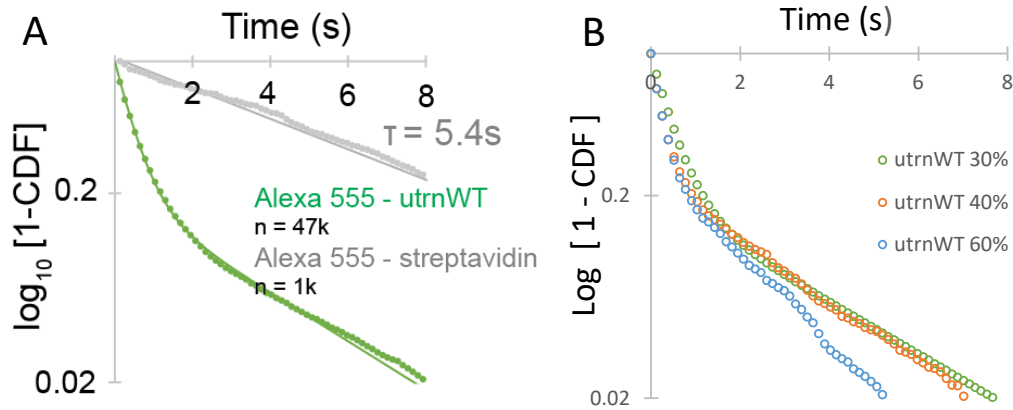 A
Time (s)
2
4
6
8
τ = 5.4s
0.2
Alexa 555 - utrnWT
n = 47k
Alexa 555 - streptavidin
n = 1k
0.02
log10 [1-CDF]
B
Time (s)
0
2
4
6
8
utrnWT 30%
0.2
utrnWT 40%
utrnWT 60%
0.02
Log [ 1 - CDF ]